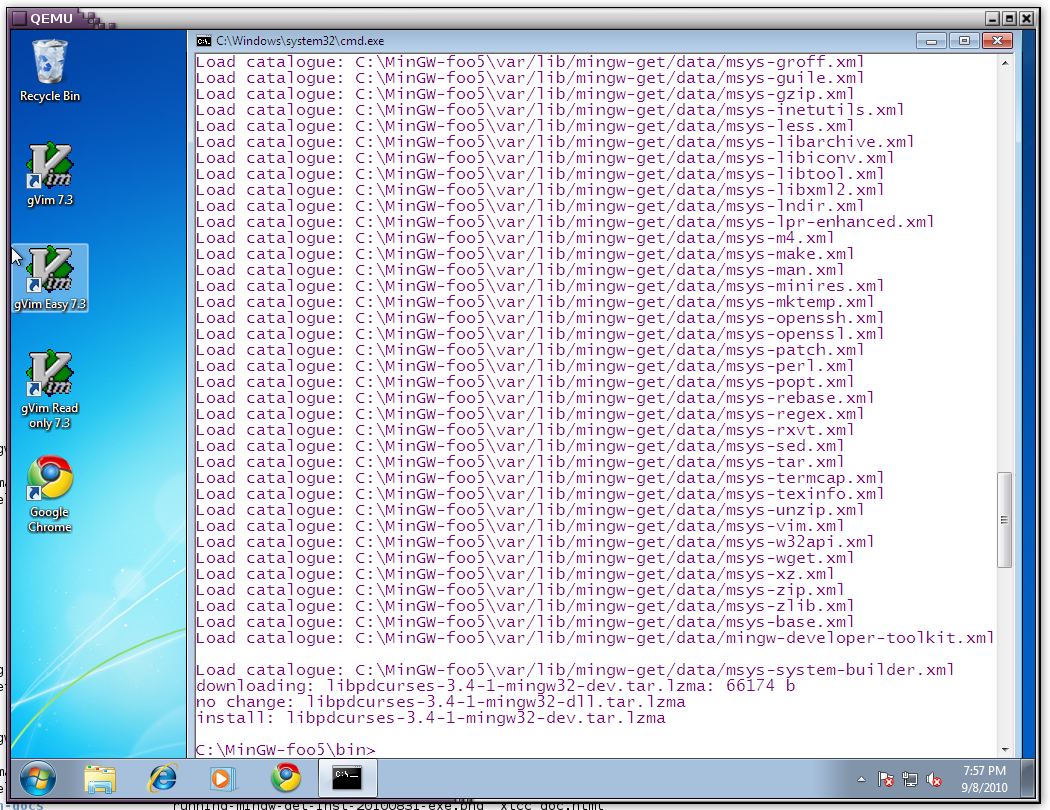 QEMU
Recycle Bin
gVim 7.3
gVim Easy 7.3
gVim Read
only 7.3
Google
Chrome
C:\Windows\system32\cmd.exe
Load catalogue: C:\MinGW-foo5\var/lib/mingw-get/data/msys-groff.xml
Load catalogue: C:\MinGW-foo5\var/lib/mingw-get/data/msys-guile.xml
Load catalogue: C:\MinGW-foo5\var/lib/mingw-get/data/msys-gzip.xml
Load catalogue: C:\MinGW-foo5\var/lib/mingw-get/data/msys-inetutils.xml
Load catalogue: C:\MinGW-foo5\var/lib/mingw-get/data/msys-less.xml
Load catalogue: C:\MinGW-foo5\var/lib/mingw-get/data/msys-libarchive.xml
Load catalogue: C:\MinGW-foo5\var/lib/mingw-get/data/msys-libiconv.xml
Load catalogue: C:\MinGW-foo5\var/lib/mingw-get/data/msys-libtool.xml
Load catalogue: C:\MinGW-foo5\var/lib/mingw-get/data/msys-libxml2.xml
Load catalogue: C:\MinGW-foo5\var/lib/mingw-get/data/msys-lndir.xml
Load catalogue: C:\MinGW-foo5\var/lib/mingw-get/data/msys-lpr-enhanced.xml
Load catalogue: C:\MinGW-foo5\var/lib/mingw-get/data/msys-m4.xml
Load catalogue: C:\MinGW-foo5\var/lib/mingw-get/data/msys-make.xml
Load catalogue: C:\MinGW-foo5\var/lib/mingw-get/data/msys-man.xml
Load catalogue: C:\MinGW-foo5\var/lib/mingw-get/data/msys-minires.xml
Load catalogue: C:\MinGW-foo5\var/lib/mingw-get/data/msys-mktemp.xml
Load catalogue: C:\MinGW-foo5\var/lib/mingw-get/data/msys-openssh.xml
Load catalogue: C:\MinGW-foo5\var/lib/mingw-get/data/msys-openssl.xml
Load catalogue: C:\MinGW-foo5\var/lib/mingw-get/data/msys-patch.xml
Load catalogue: C:\MinGW-foo5\var/lib/mingw-get/data/msys-perl.xml
Load catalogue: C:\MinGW-foo5\var/lib/mingw-get/data/msys-popt.xml
Load catalogue: C:\MinGW-foo5\var/lib/mingw-get/data/msys-rebase.xml
Load catalogue: C:\MinGW-foo5\var/lib/mingw-get/data/msys-regex.xml
Load catalogue: C:\MinGW-foo5\var/lib/mingw-get/data/msys-rxvt.xml
Load catalogue: C:\MinGW-foo5\var/lib/mingw-get/data/msys-sed.xml
Load catalogue: C:\MinGW-foo5\var/lib/mingw-get/data/msys-tar.xml
Load catalogue: C:\MinGW-foo5\var/lib/mingw-get/data/msys-termcap.xml
Load catalogue: C:\MinGW-foo5\var/lib/mingw-get/data/msys-texinfo.xml
Load catalogue: C:\MinGW-foo5\var/lib/mingw-get/data/msys-unzip.xml
Load catalogue: C:\MinGW-foo5\var/lib/mingw-get/data/msys-vim.xml
Load catalogue: C:\MinGW-foo5\var/lib/mingw-get/data/msys-w32api.xml
Load catalogue: C:\MinGW-foo5\var/lib/mingw-get/data/msys-wget.xml
Load catalogue: C:\MinGW-foo5\var/lib/mingw-get/data/msys-xz.xml
Load catalogue: C:\MinGW-foo5\var/lib/mingw-get/data/msys-zip.xml
Load catalogue: C:\MinGW-foo5\var/lib/mingw-get/data/msys-zlib.xml
Load catalogue: C:\MinGW-foo5\var/lib/mingw-get/data/msys-base.xml
Load catalogue: C:\MinGW-foo5\var/lib/mingw-get/data/mingw-developer-toolkit.xml
Load catalogue: C:\MinGW-foo5\var/lib/mingw-get/data/msys-system-builder.xml
downloading: libpdcurses-3.4-1-mingw32-dev.tar.lzma: 66174 b
no change: libpdcurses-3.4-1-mingw32-dll.tar.lzma
install: libpdcurses-3.4-1-mingw32-dev.tar.lzma
C:\MinGW-foo5\bin>
7:57 PM
9/8/2010